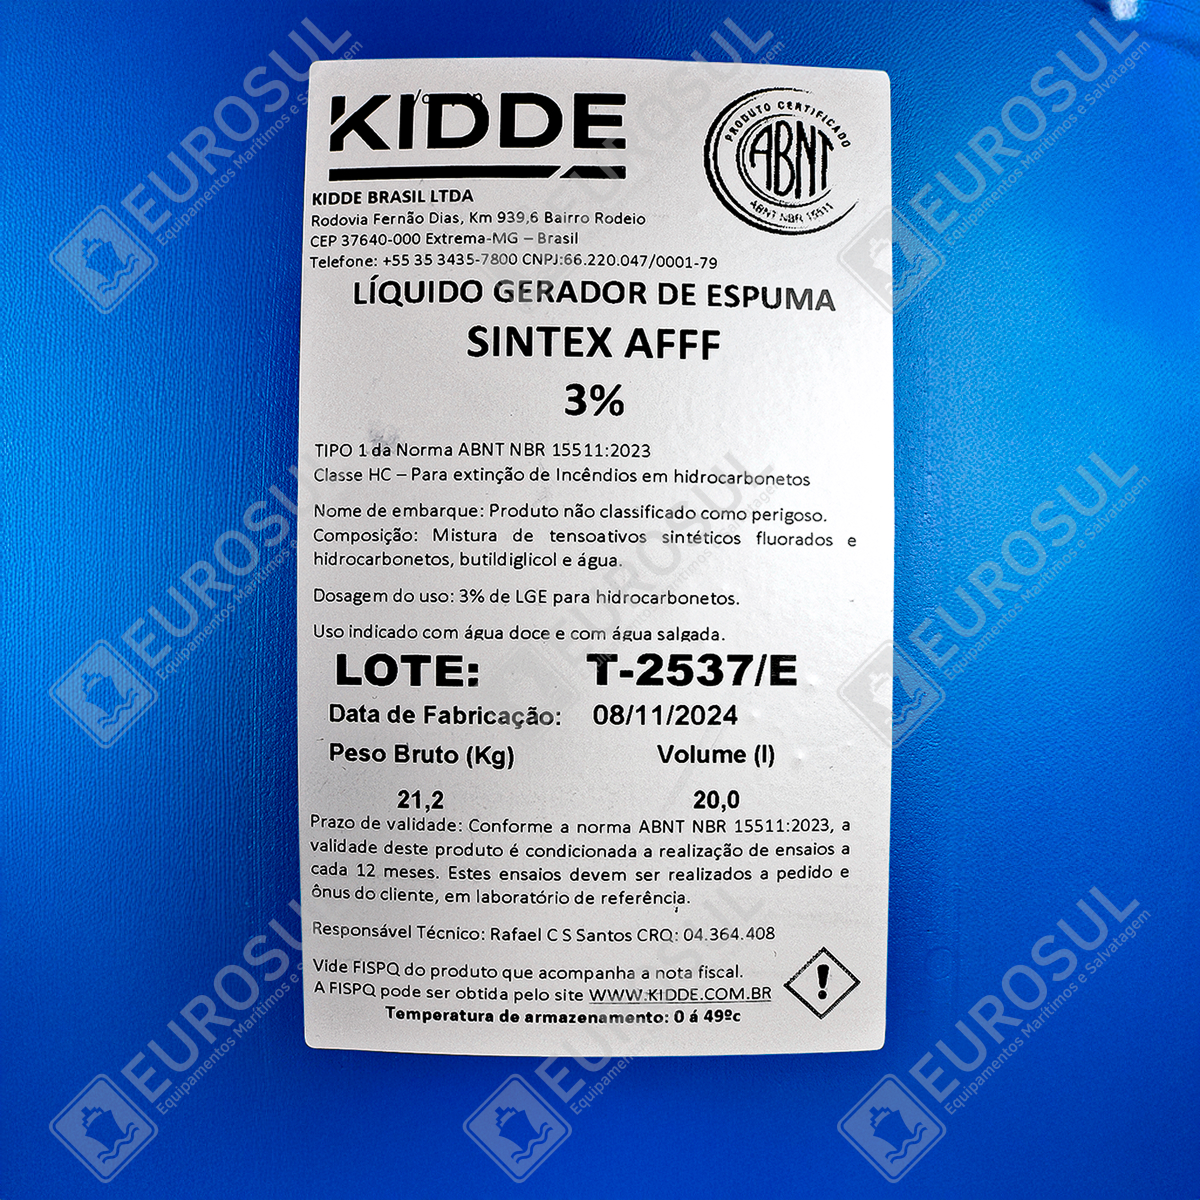 KIDDE
PRODUTO CERTIFICADO
ABNT
ABNT NBR 15511
KIDDE BRASIL LTDA
Rodovia Fernão Dias, Km 939,6 Bairro Rodeio
CEP 37640-000 Extrema-MG – Brasil
Telefone: +55 35 3435-7800 CNPJ:66.220.047/0001-79
LÍQUIDO GERADOR DE ESPUMA
SINTEX AFFF
3%
TIPO 1 da Norma ABNT NBR 15511:2023
Classe HC – Para extinção de Incêndios em hidrocarbonetos
Nome de embarque: Produto não classificado como perigoso.
Composição: Mistura de tensoativos sintéticos fluorados e
hidrocarbonetos, butildiglicol e água.
Dosagem do uso: 3% de LGE para hidrocarbonetos.
Uso indicado com água doce e com água salgada.
LOTE: T-2537/E
Data de Fabricação: 08/11/2024
Peso Bruto (Kg) Volume (l)
21,2 20,0
Prazo de validade: Conforme a norma ABNT NBR 15511:2023, a
validade deste produto é condicionada a realização de ensaios a
cada 12 meses. Estes ensaios devem ser realizados a pedido e
ônus do cliente, em laboratório de referência.
Responsável Técnico: Rafael C S Santos CRQ: 04.364.408
Vide FISPQ do produto que acompanha a nota fiscal.
A FISPQ pode ser obtida pelo site WWW.KIDDE.COM.BR
Temperatura de armazenamento: 0 á 49ºc
EUROSUL
Equipamentos Marítimos e Salvatagem